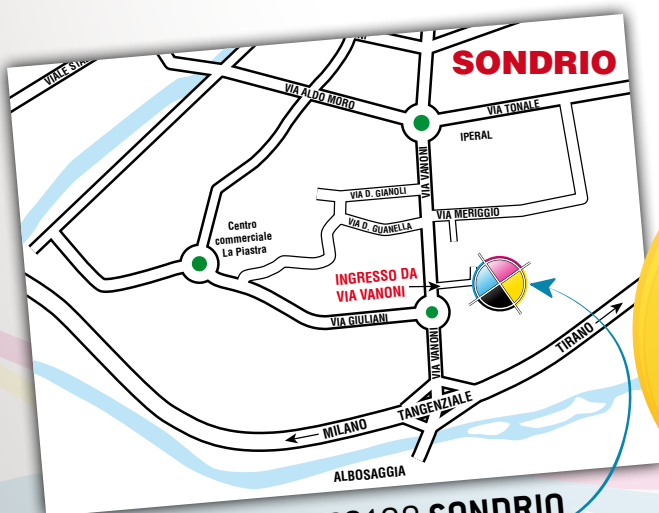 SONDRIO
VIALE
VIA ALDO MORO
VIA TONALE
IPERAL
VIA VANONI
VIA D. GIANOLI
VIA D. GUANELLA
VIA MERIGGIO
Centro
commerciale
La Piastra
INGRESSO DA
VIA VANONI
VIA GIULIANI
VIA VANONI
TIRANO
TANGENZIALE
MILANO
ALBOSAGGIA
SONDRIO